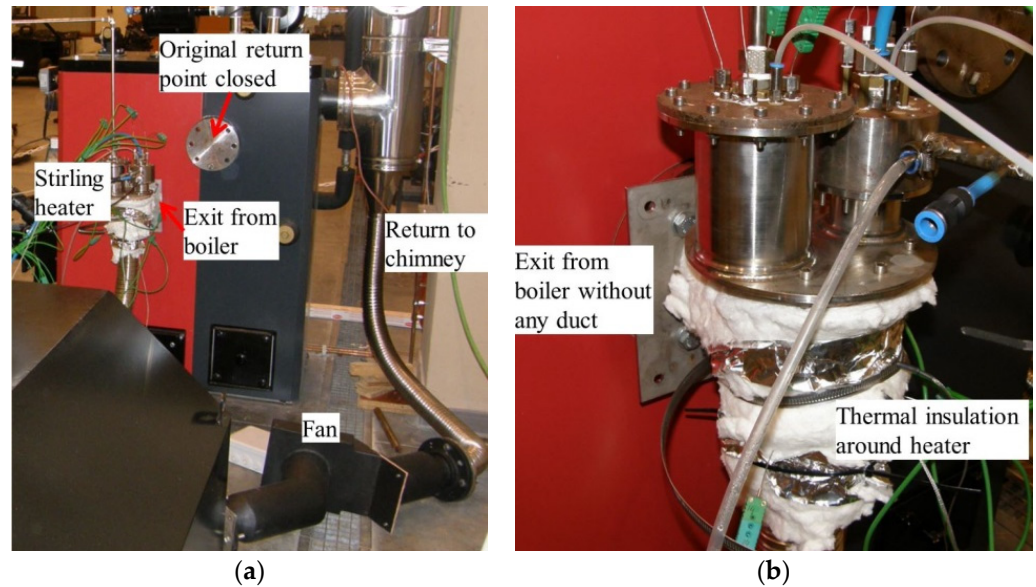 Original return
point closed
Stirling
heater
Exit from
boiler
Return to
chimney
Fan
(a)
Exit from
boiler without
any duct
Thermal insulation
around heater
(b)